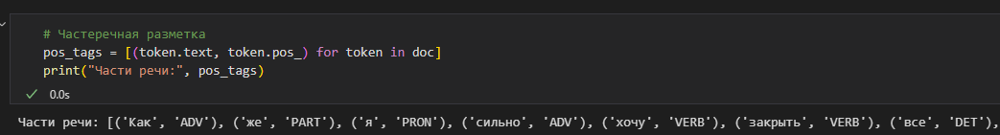 # Частеречная разметка
pos_tags = [(token.text, token.pos_) for token in doc]
print("Части речи:", pos_tags)
0.0s
Части речи: [('Как', 'ADV'), ('же', 'PART'), ('я', 'PRON'), ('сильно', 'ADV'), ('хочу', 'VERB'), ('закрыть', 'VERB'), ('все', 'DET'),